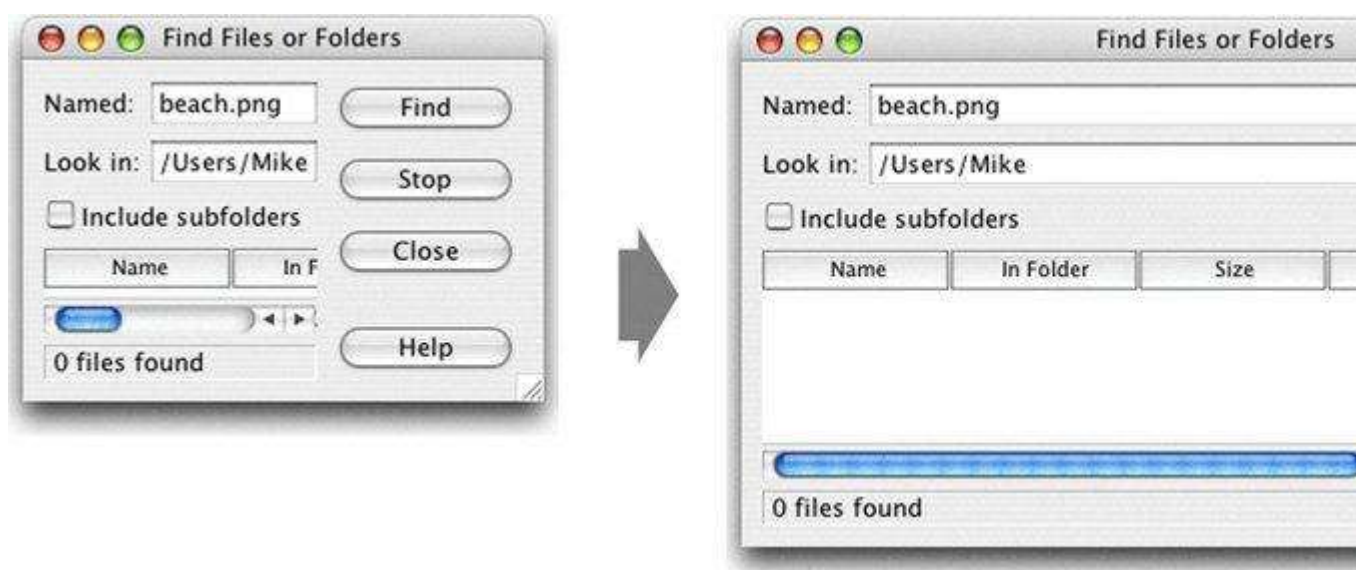 Find Files or Folders
Named: beach.png Find
Look in: /Users/Mike Stop
Include subfolders
Close
Name In F
0 files found
Help
Find Files or Folders
Named: beach.png
Look in: /Users/Mike
Include subfolders
Name In Folder Size
0 files found